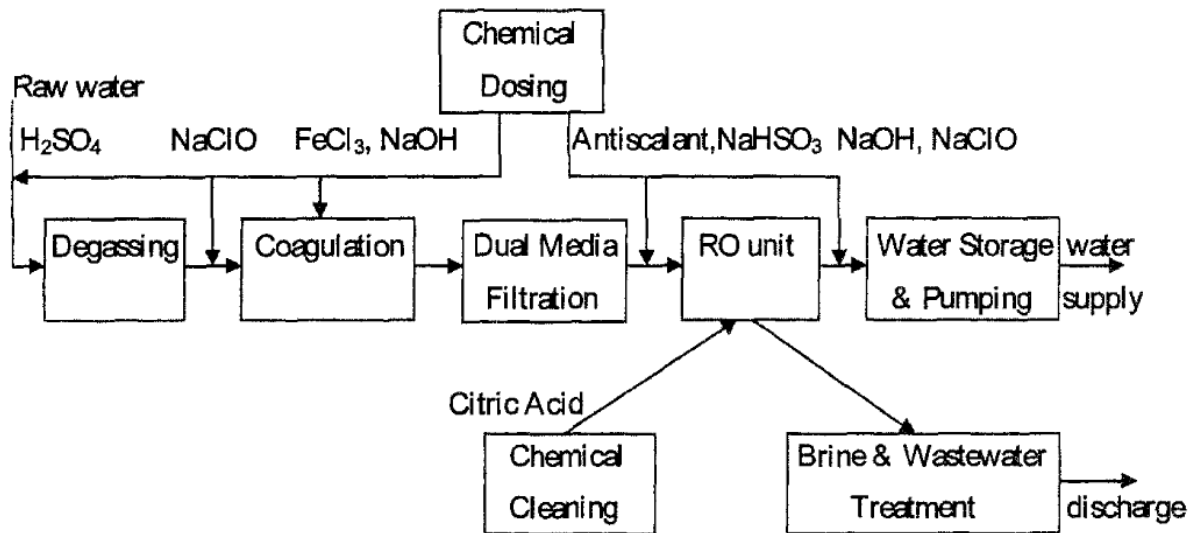 Chemical
Dosing
Raw water
H₂SO₄ NaClO FeCl₃, NaOH Antiscalant,NaHSO₃ NaOH, NaClO
Degassing
Coagulation
Dual Media
Filtration
RO unit
Water Storage
& Pumping
water
supply
Citric Acid
Chemical
Cleaning
Brine & Wastewater
Treatment
discharge